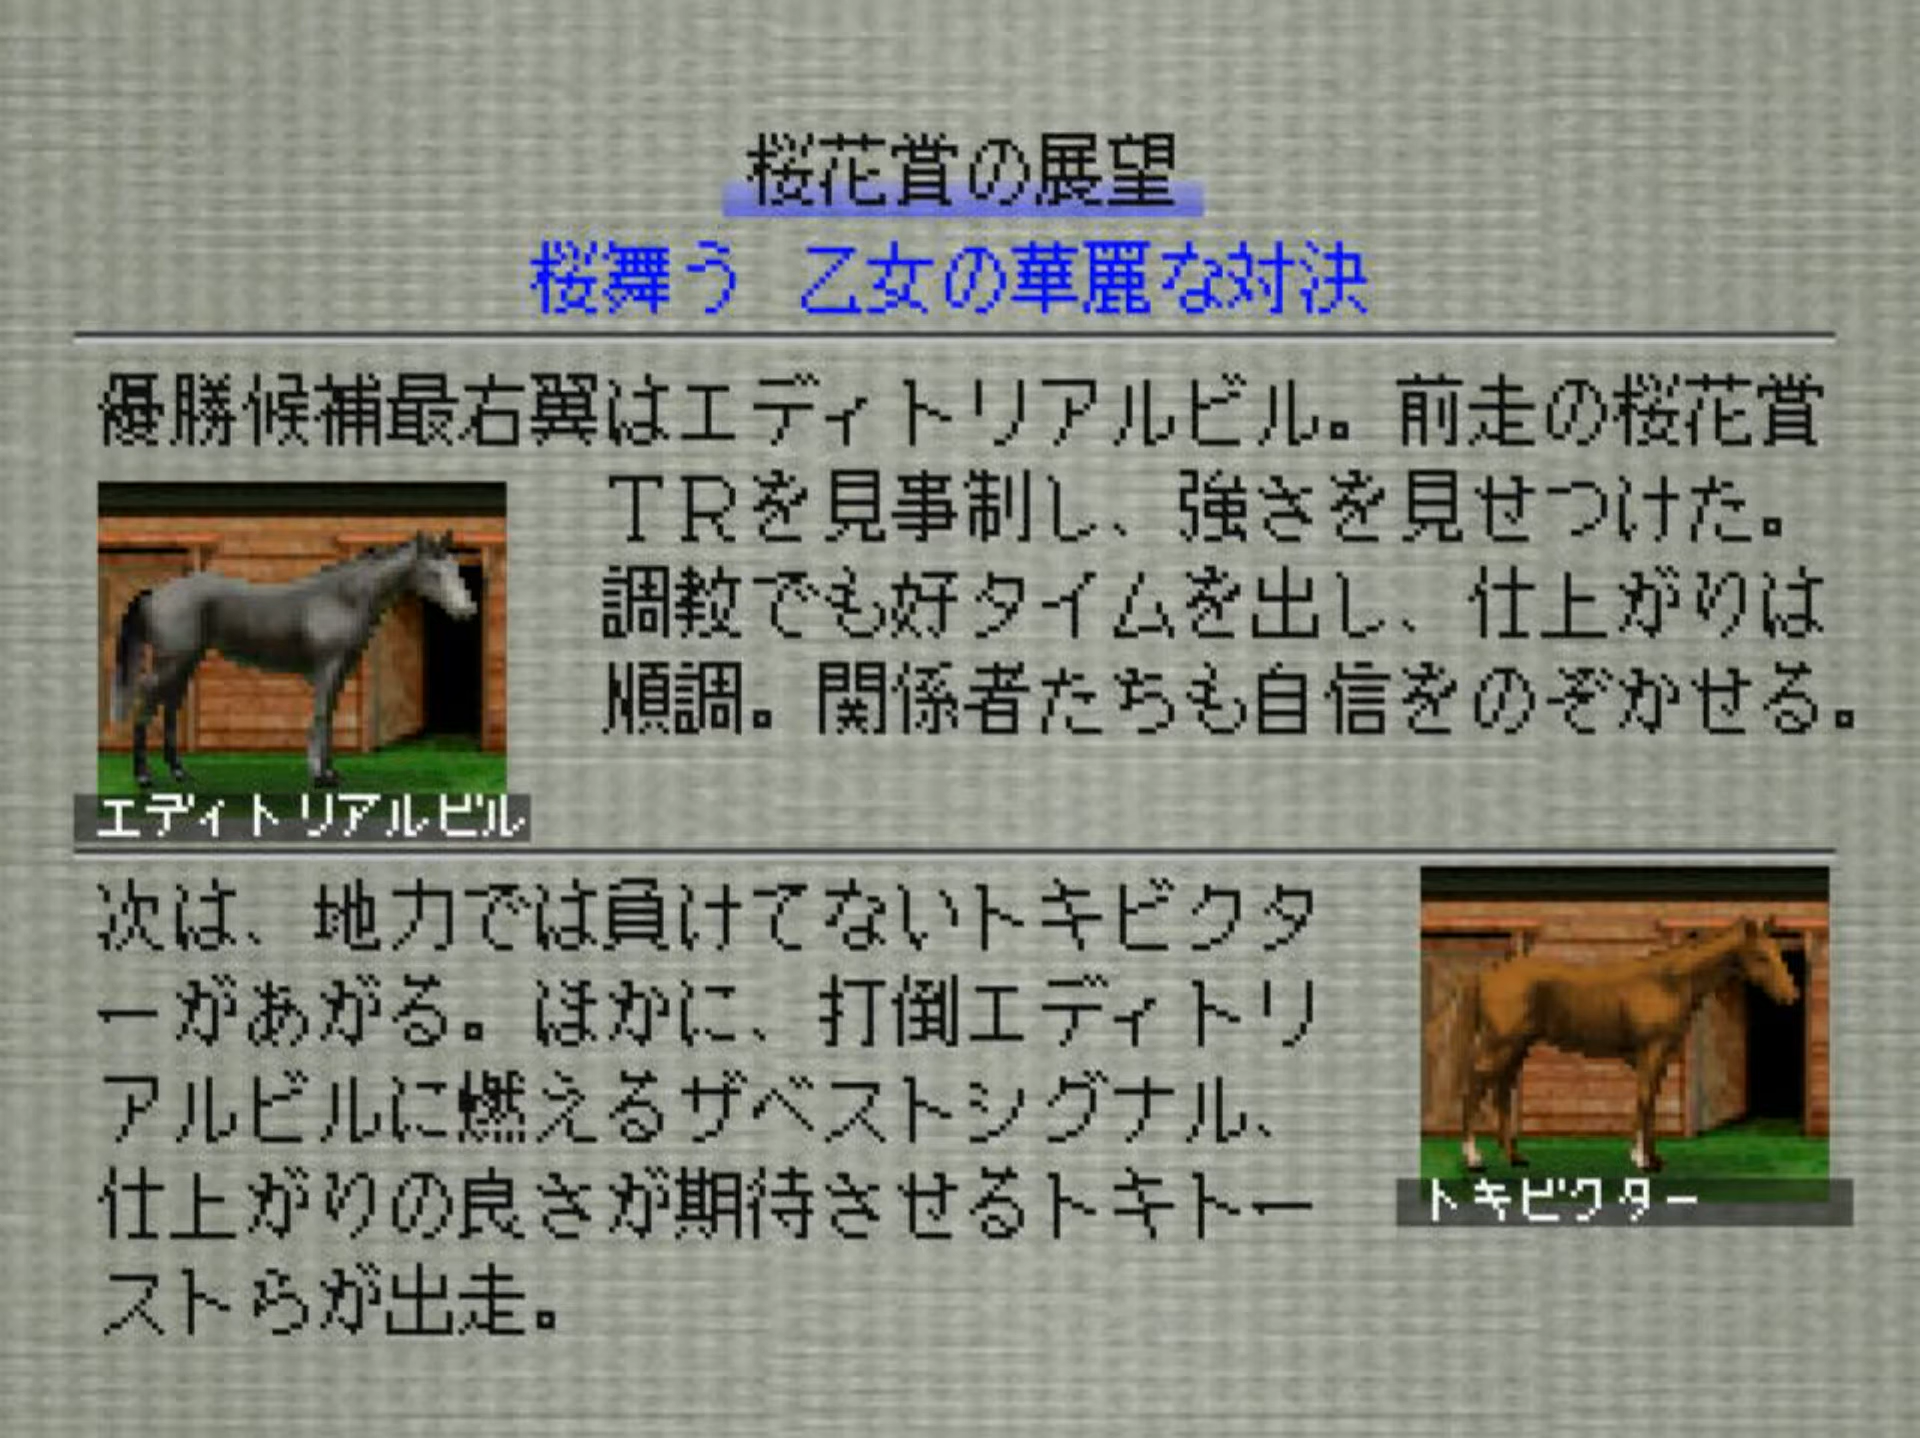 桜花賞の展望
桜舞う 乙女の華麗な対決
優勝候補最右翼はエディトリアルビル。前走の桜花賞
TRを見事制し、強さを見せつけた。
調教でも好タイムを出し、仕上がりは
順調。関係者たちも自信をのぞかせる。
エディトリアルビル
次は、地力では負けてないトキビクタ
ーがあがる。ほかに、打倒エディトリ
アルビルに燃えるザベストシグナル、
仕上がりの良さが期待させるトキトー
ストらが出走。
トキビクター